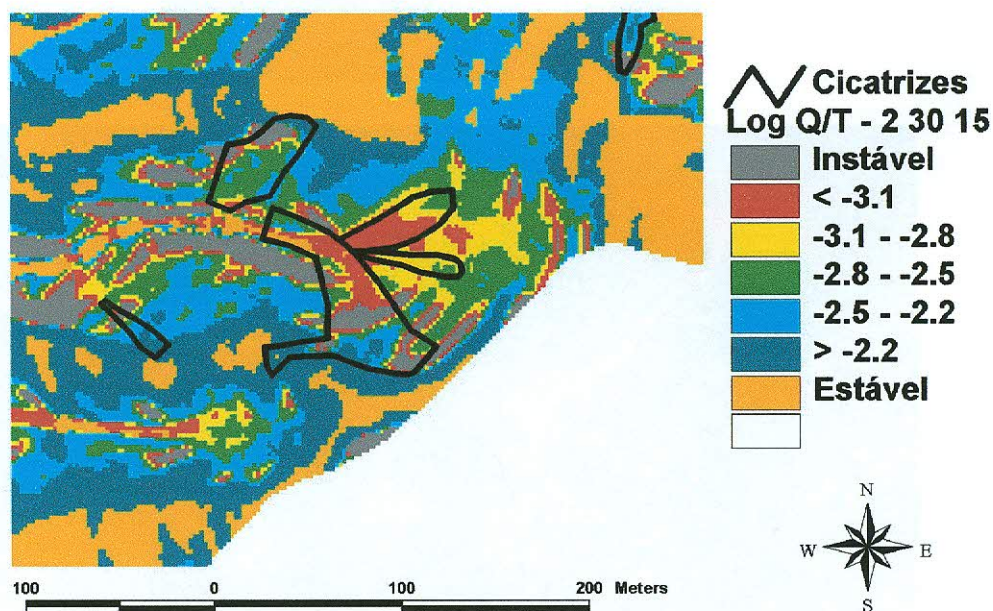 Cicatrizes
Log Q/T - 2 30 15
Instável
< -3.1
-3.1 - -2.8
-2.8 - -2.5
-2.5 - -2.2
> -2.2
Estável
N
W E
S
100 0 100 200 Meters